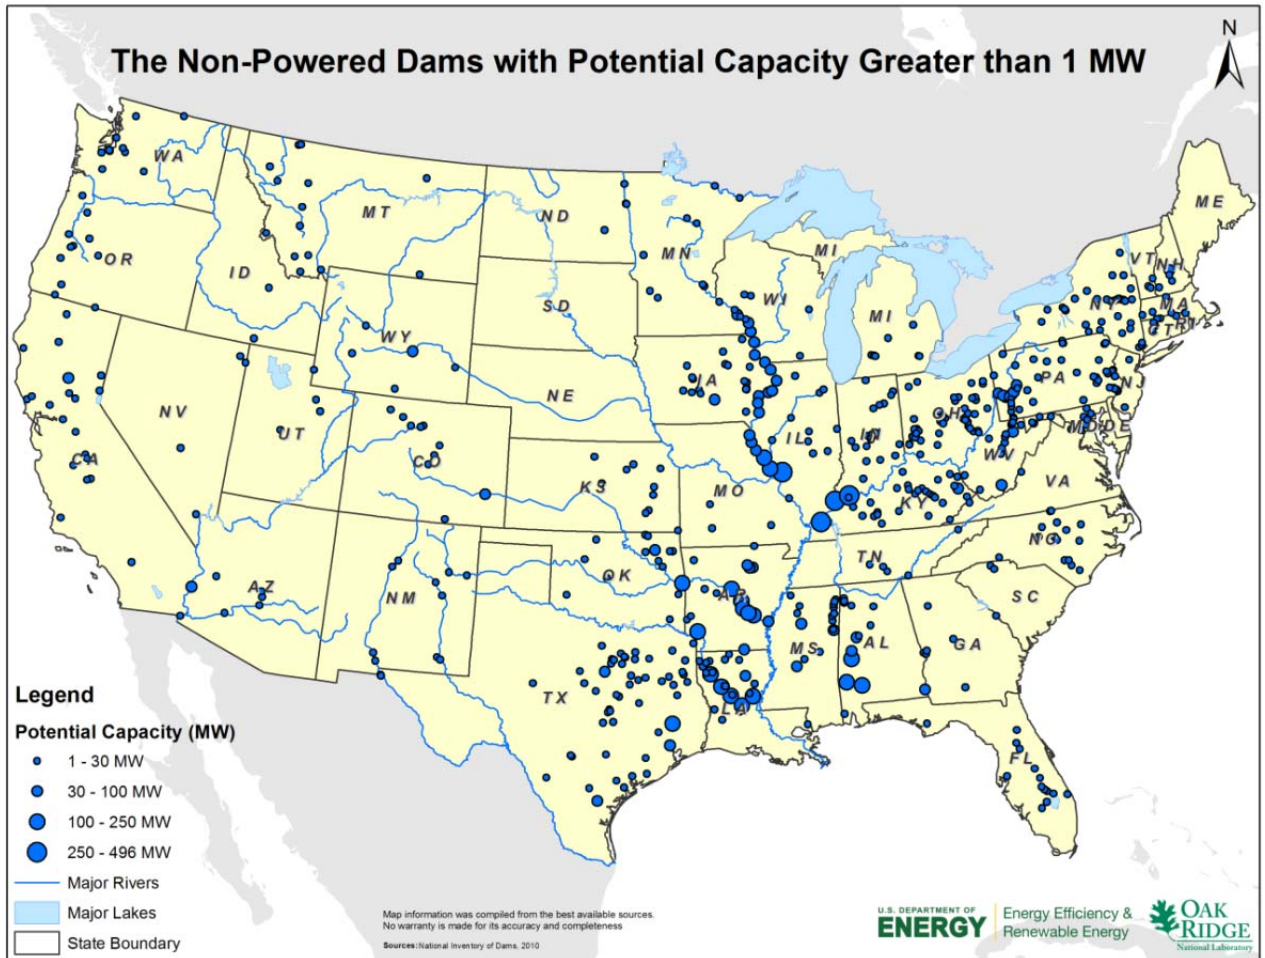 N
The Non-Powered Dams with Potential Capacity Greater than 1 MW
WA
MT
ND
MN
ME
OR
ID
SD
WI
MI
MI
VT
NH
NY
MA
CT
RI
WY
NE
IA
PA
NJ
NV
UT
CO
KS
MO
IL
IN
OH
WV
MD
DE
CA
KY
VA
AZ
NM
OK
AR
TN
NC
SC
TX
LA
MS
AL
GA
FL
Legend
Potential Capacity (MW)
1 - 30 MW
30 - 100 MW
100 - 250 MW
250 - 496 MW
Major Rivers
Major Lakes
State Boundary
Map information was compiled from the best available sources.
No warranty is made for its accuracy and completeness
Sources: National Inventory of Dams, 2010
U.S. DEPARTMENT OF
ENERGY
Energy Efficiency &
Renewable Energy
OAK
RIDGE
National Laboratory